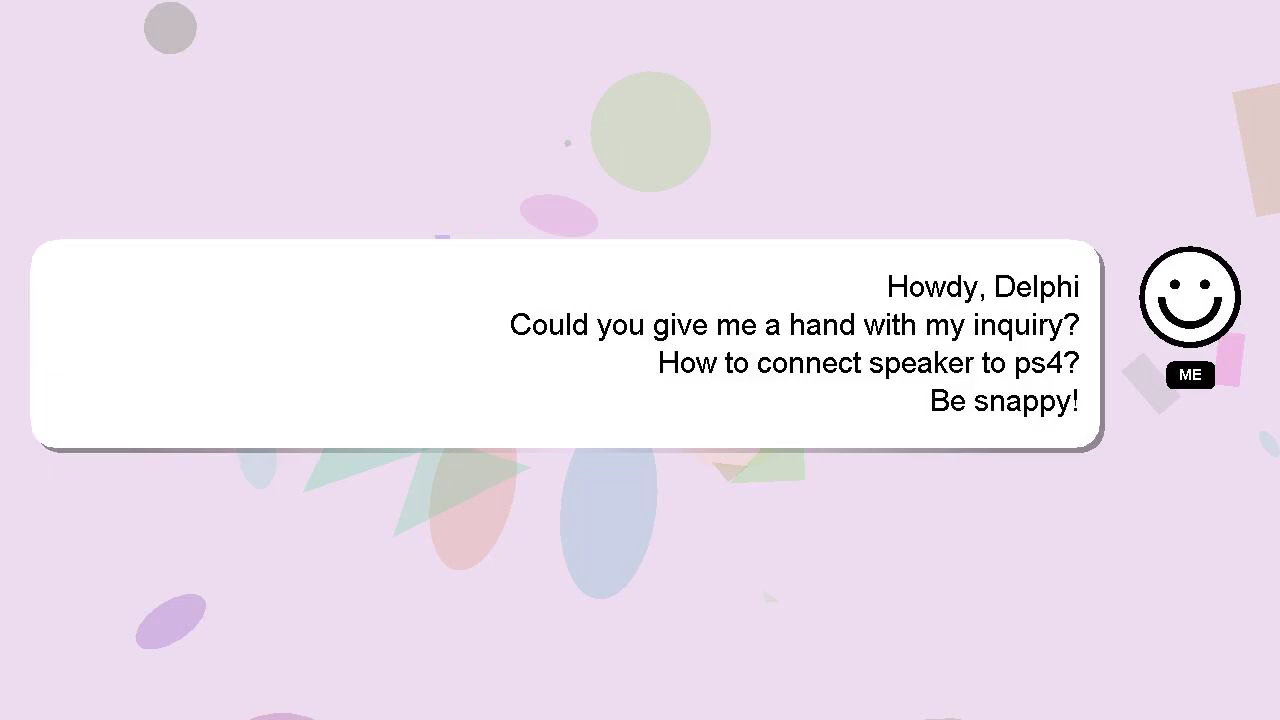 Howdy, Delphi
Could you give me a hand with my inquiry?
How to connect speaker to ps4?
Be snappy!
ME